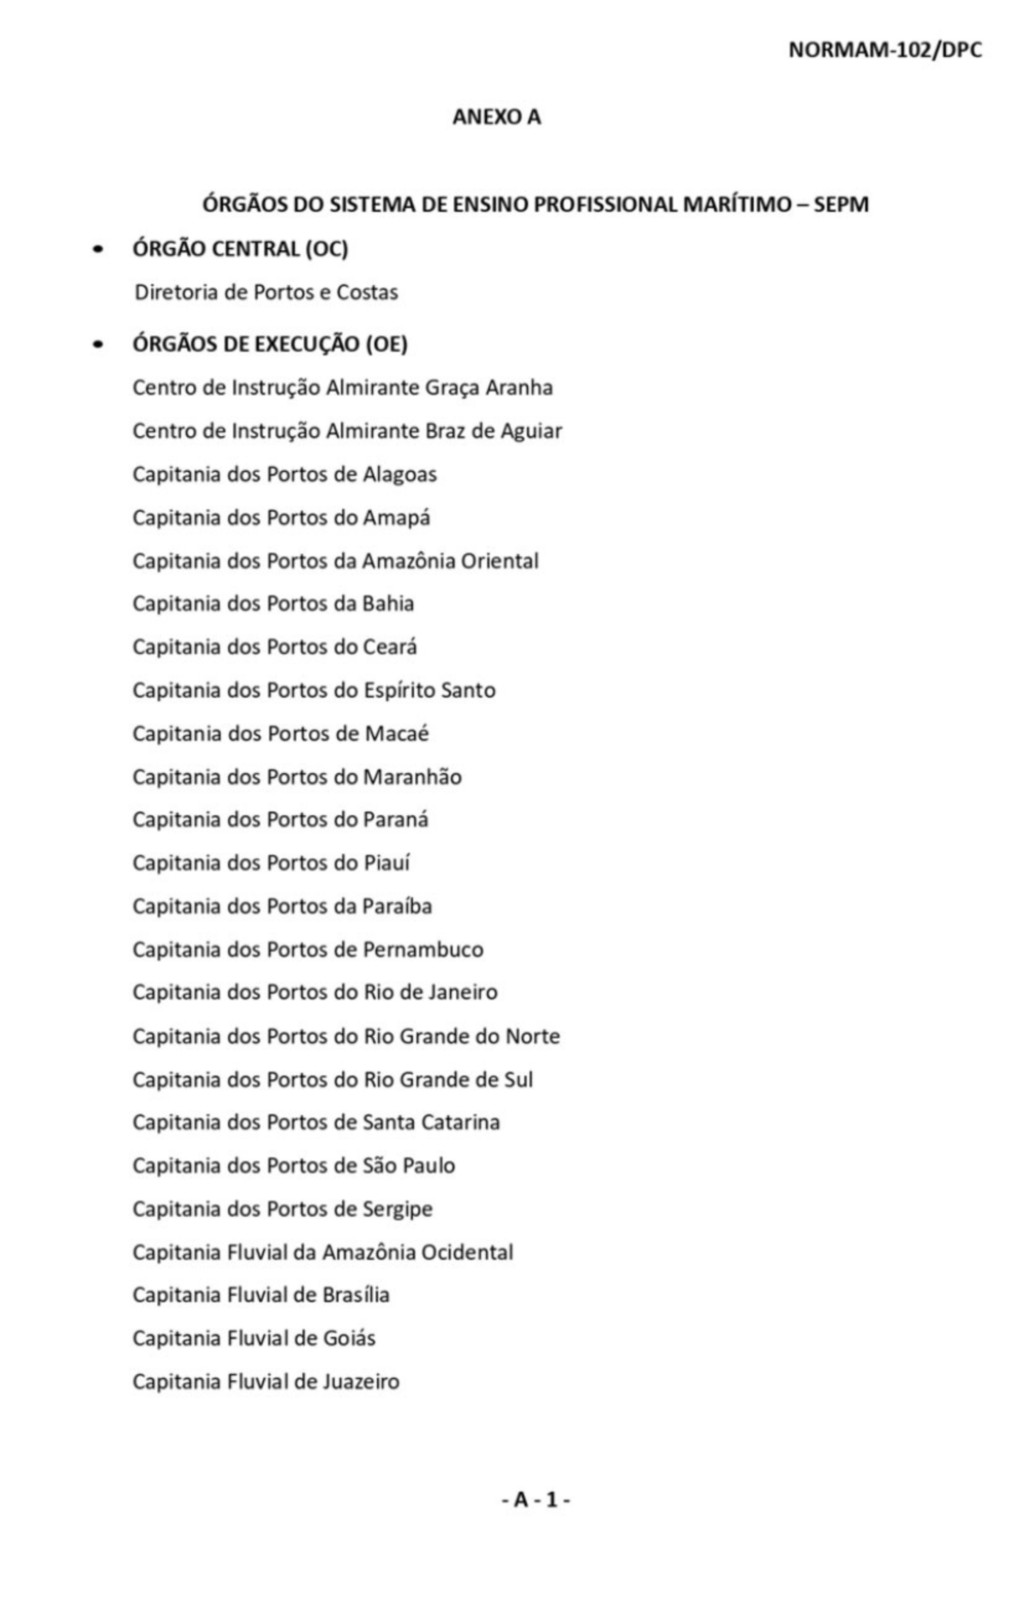 NORMAM-102/DPC
ANEXO A
ÓRGÃOS DO SISTEMA DE ENSINO PROFISSIONAL MARÍTIMO – SEPM
• ÓRGÃO CENTRAL (OC)
Diretoria de Portos e Costas
• ÓRGÃOS DE EXECUÇÃO (OE)
Centro de Instrução Almirante Graça Aranha
Centro de Instrução Almirante Braz de Aguiar
Capitania dos Portos de Alagoas
Capitania dos Portos do Amapá
Capitania dos Portos da Amazônia Oriental
Capitania dos Portos da Bahia
Capitania dos Portos do Ceará
Capitania dos Portos do Espírito Santo
Capitania dos Portos de Macaé
Capitania dos Portos do Maranhão
Capitania dos Portos do Paraná
Capitania dos Portos do Piauí
Capitania dos Portos da Paraíba
Capitania dos Portos de Pernambuco
Capitania dos Portos do Rio de Janeiro
Capitania dos Portos do Rio Grande do Norte
Capitania dos Portos do Rio Grande de Sul
Capitania dos Portos de Santa Catarina
Capitania dos Portos de São Paulo
Capitania dos Portos de Sergipe
Capitania Fluvial da Amazônia Ocidental
Capitania Fluvial de Brasília
Capitania Fluvial de Goiás
Capitania Fluvial de Juazeiro
- A - 1 -